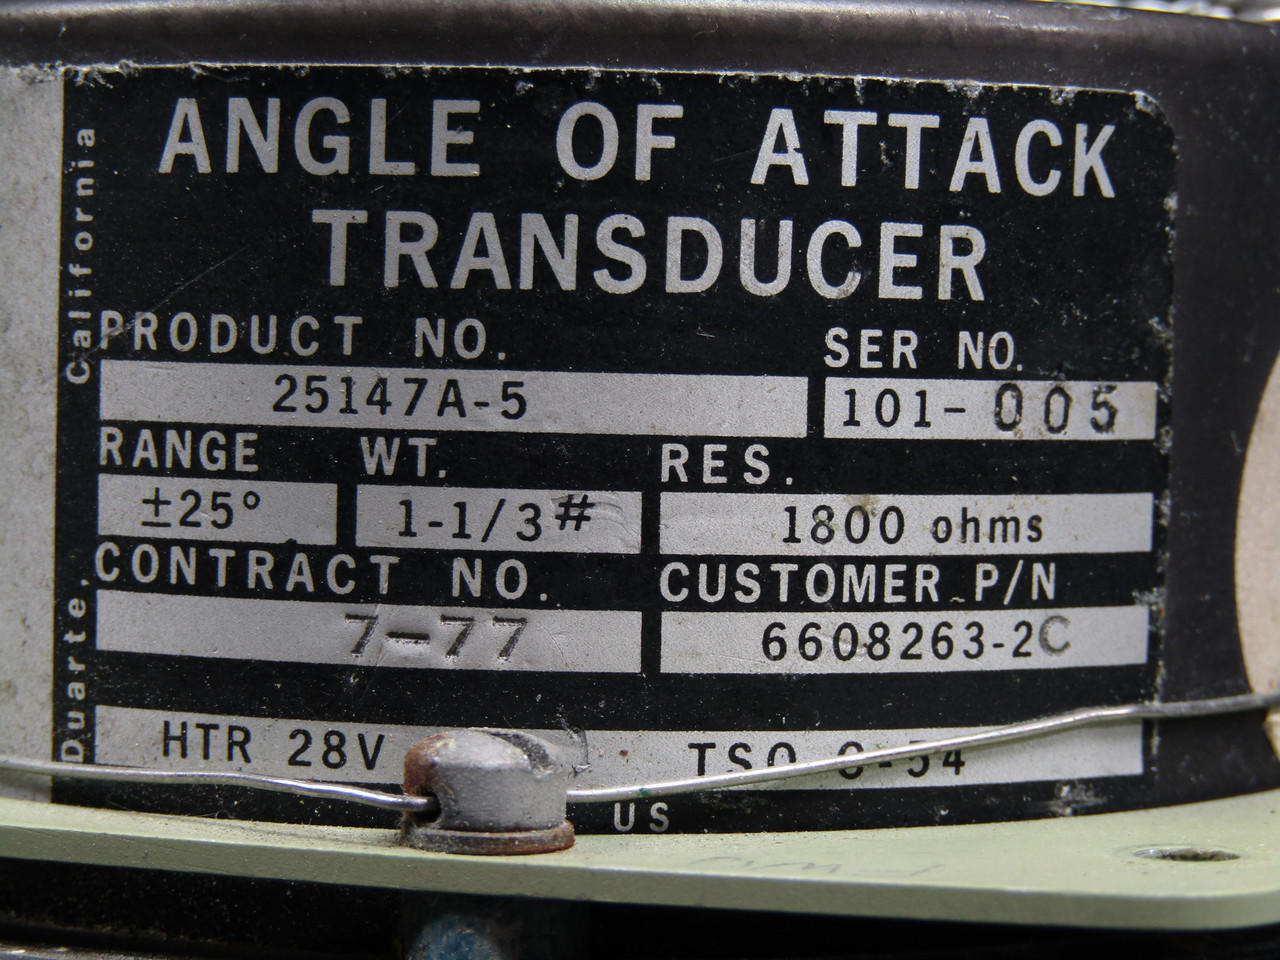 ANGLE OF ATTACK
TRANSDUCER
PRODUCT NO. SER NO.
25147A-5 101-005
RANGE WT. RES.
±25° 1-1/3# 1800 ohms
CONTRACT NO. CUSTOMER P/N
7-77 6608263-2C
HTR 28V TSO C-54
US
Duarte, California